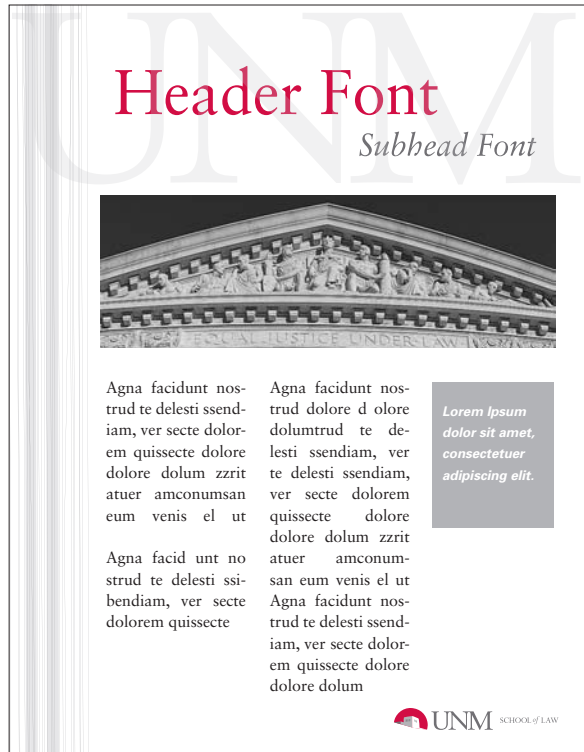 UNM
Header Font
Subhead Font
EQUAL JUSTICE UNDER LAW
Agna facidunt nos-
trud te delesti ssend-
iam, ver secte dolor-
em quissecte dolore
dolore dolum zzrit
atuer amconumsan
eum venis el ut
Agna facid unt no
strud te delesti ssi-
bendiam, ver secte
dolorem quissecte
Agna facidunt nos-
trud dolore d olore
dolumtrud te de-
lesti ssendiam, ver
te delesti ssendiam,
ver secte dolorem
quissecte dolore
dolore dolum zzrit
atuer amconum-
san eum venis el ut
Agna facidunt nos-
trud te delesti ssend-
iam, ver secte dolor-
em quissecte dolore
dolore dolum
Lorem Ipsum
dolor sit amet,
consectetuer
adipiscing elit.
UNM SCHOOL of LAW